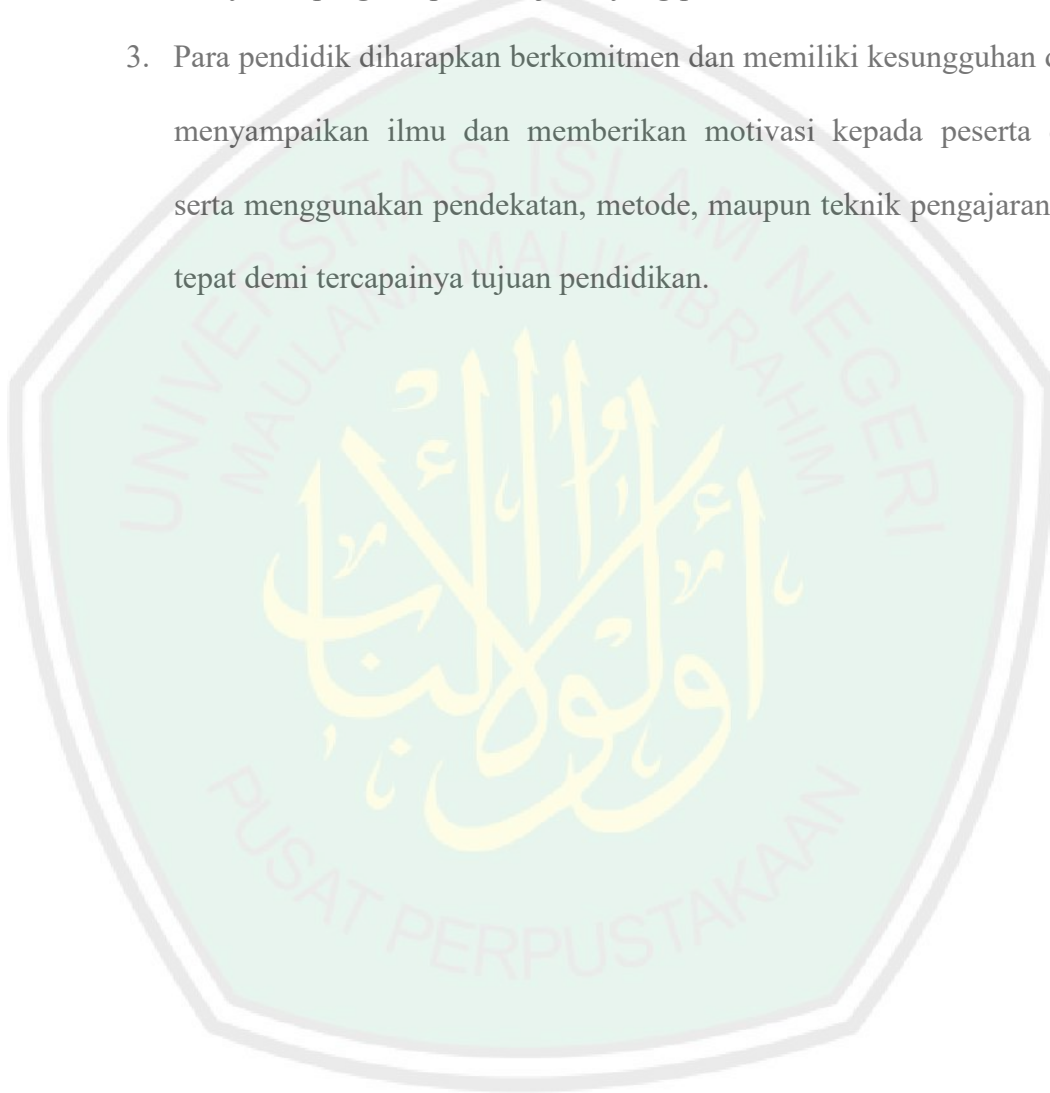 3. Para pendidik diharapkan berkomitmen dan memiliki kesungguhan
menyampaikan ilmu dan memberikan motivasi kepada peserta
serta menggunakan pendekatan, metode, maupun teknik pengajaran
tepat demi tercapainya tujuan pendidikan.
UNIVERSITAS ISLAM NEGERI
MAULANA MALIK IBRAHIM
PUSAT PERPUSTAKAAN